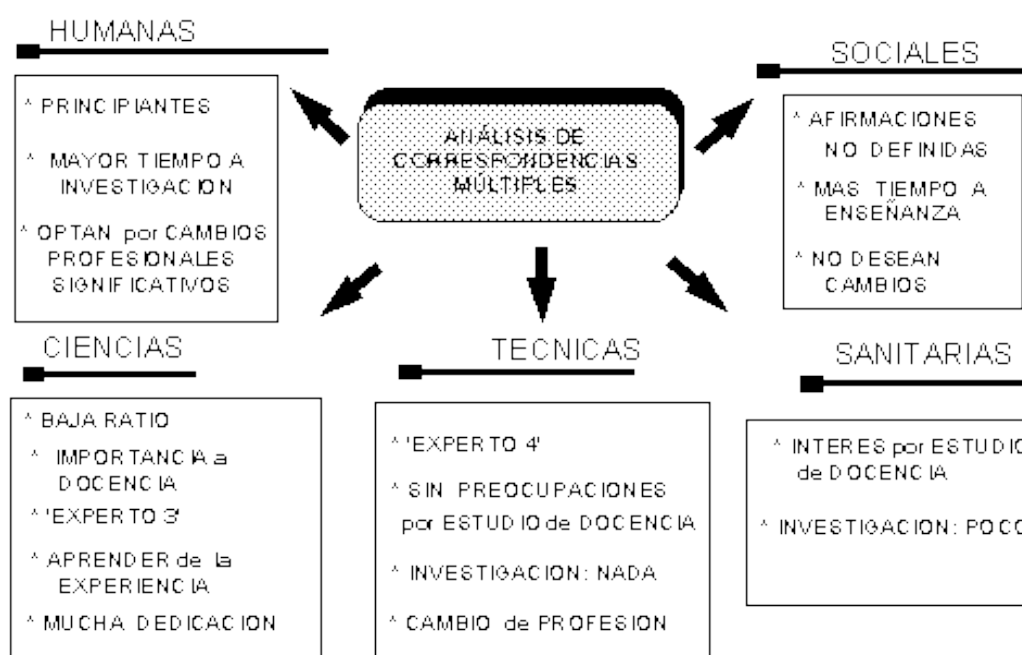 HUMANAS
^ PRINCIPIANTES
^ MAYOR TIEMPO A
INVESTIGACION
^ OPTAN por CAMBIOS
PROFESIONALES
SIGNIFICATIVOS
ANÁLISIS DE
CORRESPONDENCIAS
MÚLTIPLES
SOCIALES
^ AFIRMACIONES
NO DEFINIDAS
^ MAS TIEMPO A
ENSEÑANZA
^ NO DESEAN
CAMBIOS
CIENCIAS
^ BAJA RATIO
^ IMPORTANCIA a
DOCENCIA
^ 'EXPERTO 3'
^ APRENDER de la
EXPERIENCIA
^ MUCHA DEDICACION
TECNICAS
^ 'EXPERTO 4'
^ SIN PREOCUPACIONES
por ESTUDIO de DOCENCIA
^ INVESTIGACION: NADA
^ CAMBIO de PROFESION
SANITARIAS
^ INTERES por ESTUDIO
de DOCENCIA
^ INVESTIGACION: POCO